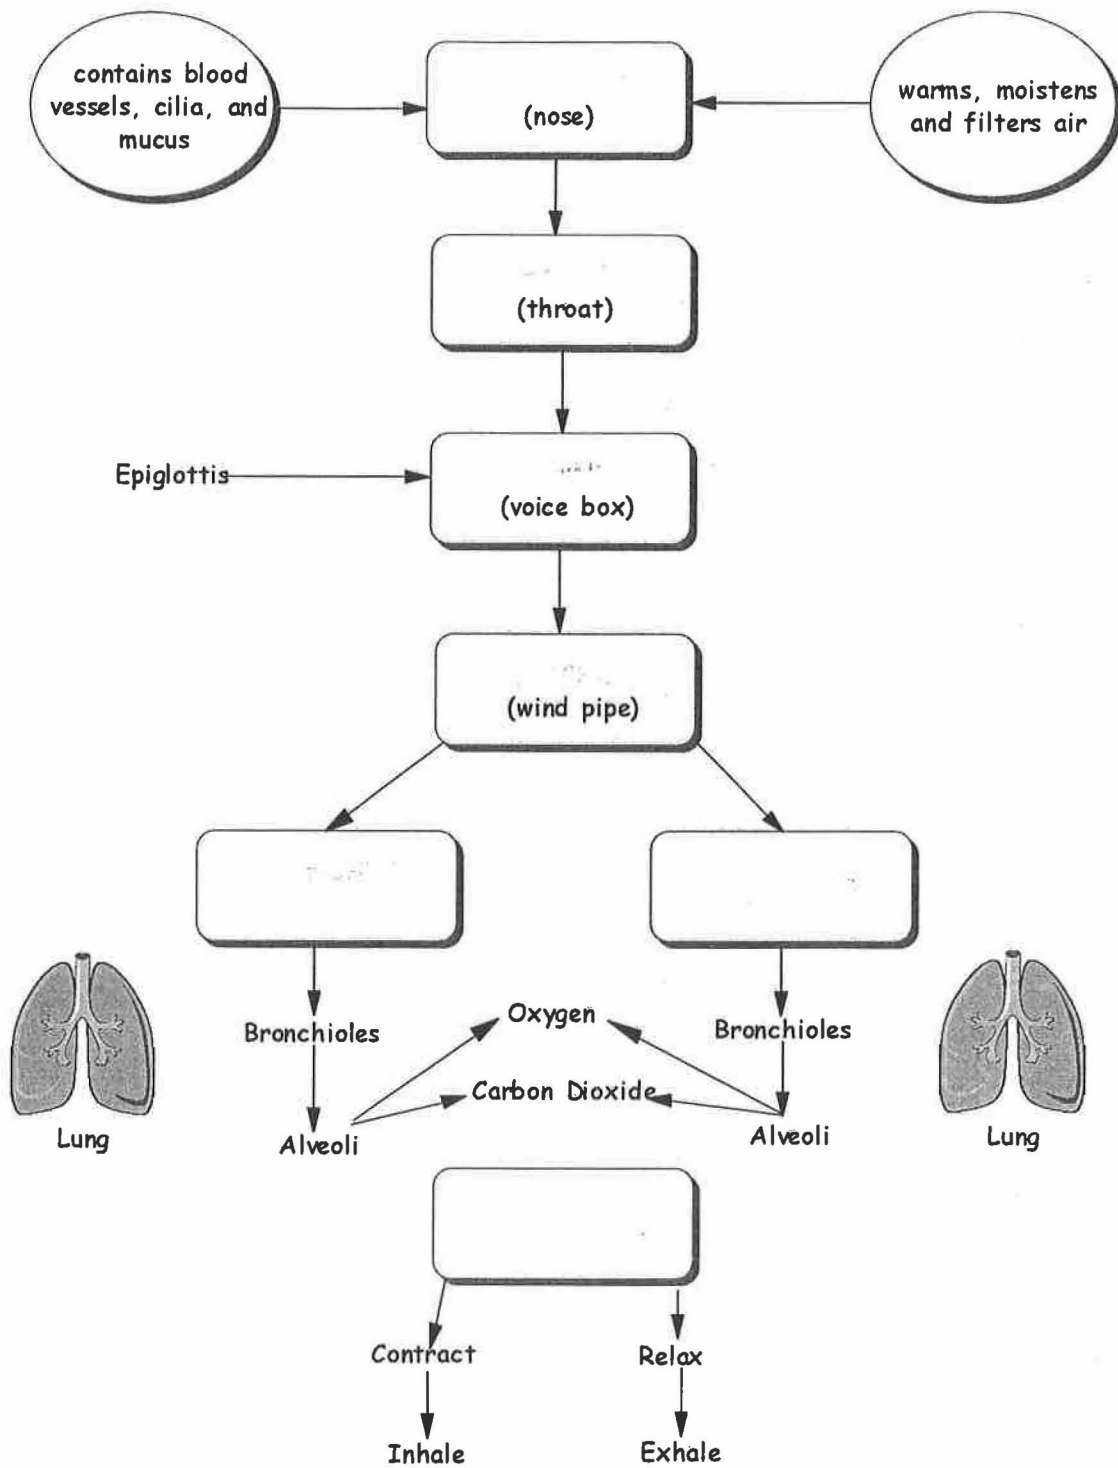 contains blood
vessels, cilia, and
mucus
(nose)
warms, moistens
and filters air
(throat)
Epiglottis
(voice box)
(wind pipe)
Bronchioles
Oxygen
Bronchioles
Carbon Dioxide
Lung
Alveoli
Alveoli
Lung
Contract
Relax
Inhale
Exhale